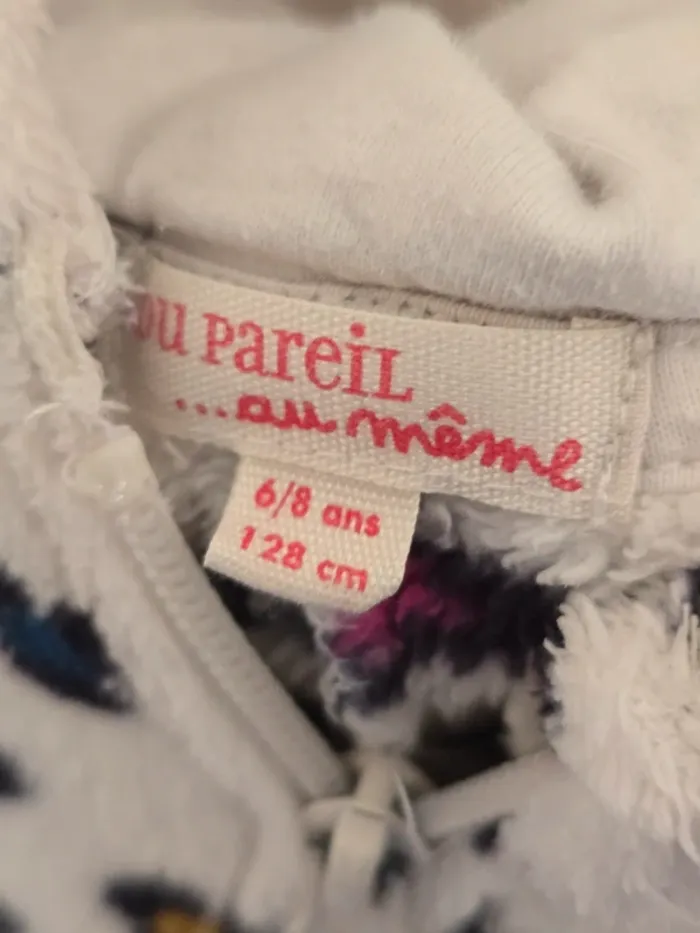 DU PAREIL
...au même
6/8 ans
128 cm